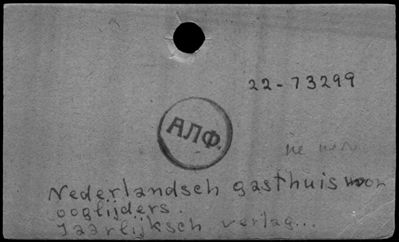 22-73299
АЛФ.
Nederlandsch gasthuis voor
ooglijders.
Jaarlijksch verlag...